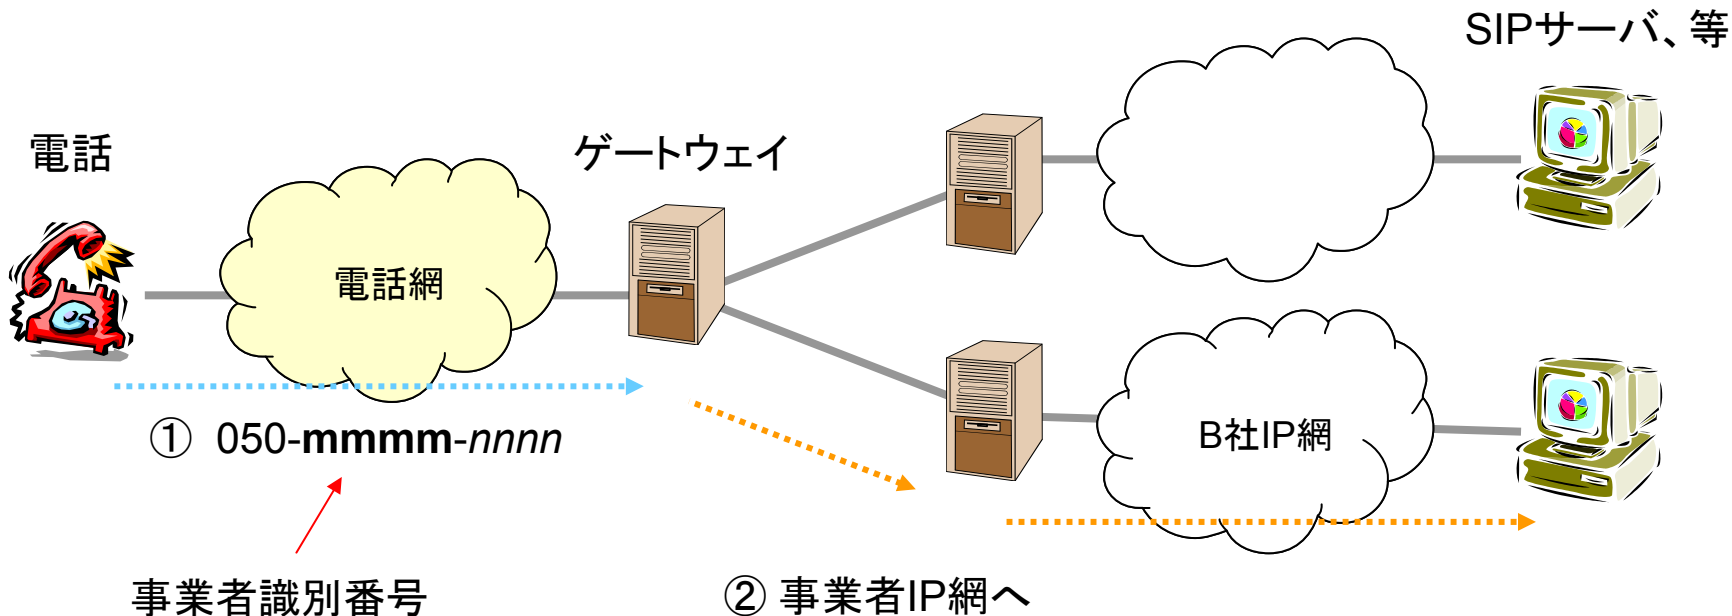 SIPサーバ、等
電話
ゲートウェイ
電話網
① 050-mmmm-nnnn
B社IP網
事業者識別番号
② 事業者IP網へ